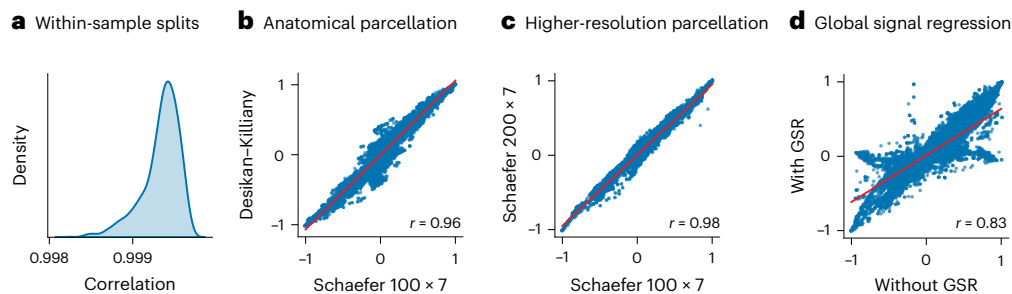 a Within-sample splits
Density
0.998 0.999
Correlation
b Anatomical parcellation
Desikan–Killiany
1
0
–1
r = 0.96
–1 0 1
Schaefer 100 × 7
c Higher-resolution parcellation
Schaefer 200 × 7
1
0
–1
r = 0.98
–1 0 1
Schaefer 100 × 7
d Global signal regression
With GSR
1
0
–1
r = 0.83
–1 0 1
Without GSR